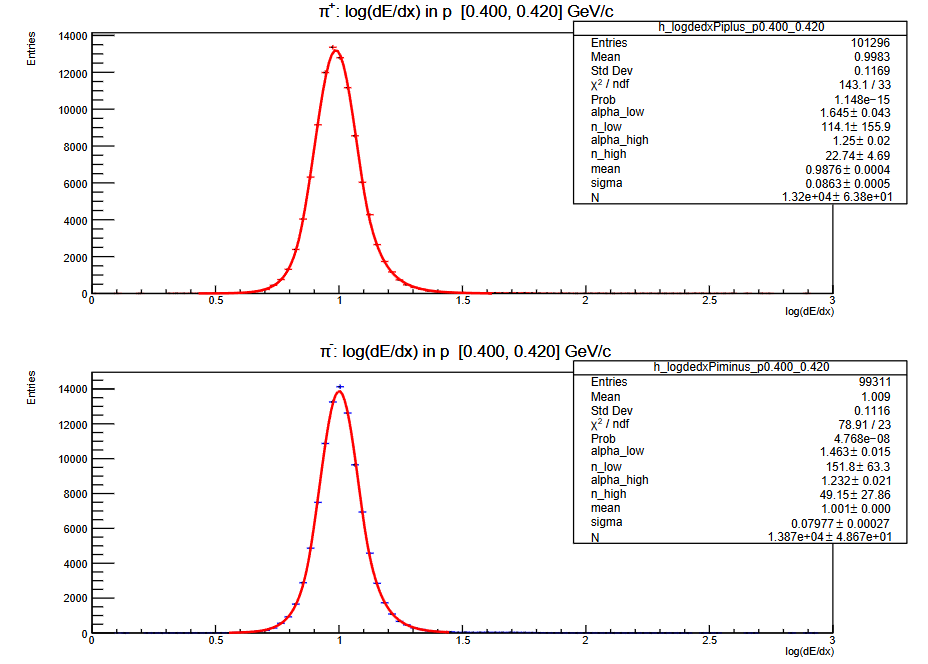 π⁺: log(dE/dx) in p [0.400, 0.420] GeV/c
Entries
h_logdedxPiplus_p0.400_0.420
Entries 101296
Mean 0.9983
Std Dev 0.1169
χ² / ndf 143.1 / 33
Prob 1.148e−15
alpha_low 1.645± 0.043
n_low 114.1± 155.9
alpha_high 1.25± 0.02
n_high 22.74± 4.69
mean 0.9876± 0.0004
sigma 0.0863± 0.0005
N 1.32e+04± 6.38e+01
14000
12000
10000
8000
6000
4000
2000
0
0 0.5 1 1.5 2 2.5 3
log(dE/dx)
π⁻: log(dE/dx) in p [0.400, 0.420] GeV/c
Entries
h_logdedxPiminus_p0.400_0.420
Entries 99311
Mean 1.009
Std Dev 0.1116
χ² / ndf 78.91 / 23
Prob 4.768e−08
alpha_low 1.463± 0.015
n_low 151.8± 63.3
alpha_high 1.232± 0.021
n_high 49.15± 27.86
mean 1.001± 0.000
sigma 0.07977± 0.00027
N 1.387e+04± 4.867e+01
14000
12000
10000
8000
6000
4000
2000
0
0 0.5 1 1.5 2 2.5 3
log(dE/dx)